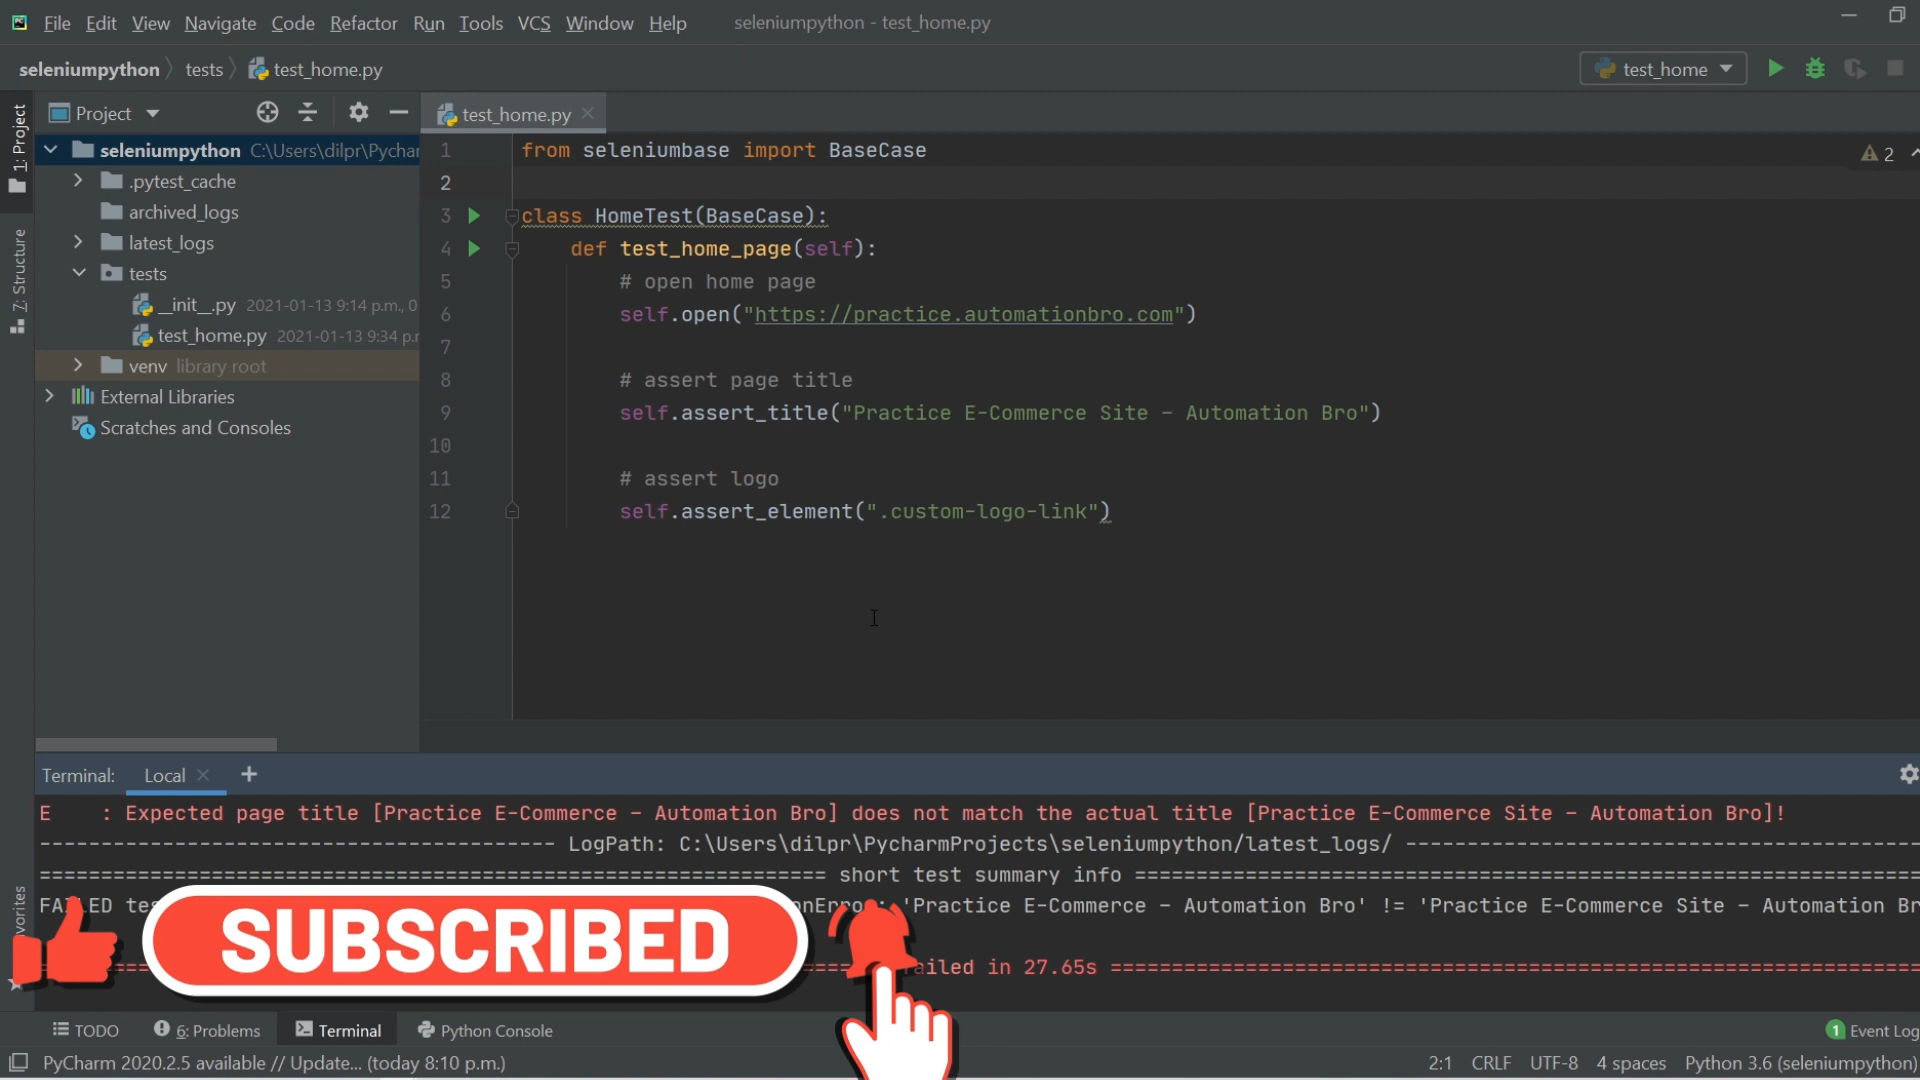 File Edit View Navigate Code Refactor Run Tools VCS Window Help seleniumpython - test_home.py
seleniumpython tests test_home.py test_home
1: Project
7: Structure
Project
test_home.py
seleniumpython C:\Users\dilpr\Pychar
.pytest_cache
archived_logs
latest_logs
tests
__init__.py 2021-01-13 9:14 p.m., 0
test_home.py 2021-01-13 9:34 p.m
venv library root
External Libraries
Scratches and Consoles
1 from seleniumbase import BaseCase
2
3 class HomeTest(BaseCase):
4 def test_home_page(self):
5 # open home page
6 self.open("https://practice.automationbro.com")
7
8 # assert page title
9 self.assert_title("Practice E-Commerce Site - Automation Bro")
10
11 # assert logo
12 self.assert_element(".custom-logo-link")
2
Terminal: Local
E : Expected page title [Practice E-Commerce - Automation Bro] does not match the actual title [Practice E-Commerce Site - Automation Bro]!
---------------------------------------- LogPath: C:\Users\dilpr\PycharmProjects\seleniumpython/latest_logs/ ----------------------------------------
================================================================ short test summary info ================================================================
'Practice E-Commerce - Automation Bro' != 'Practice E-Commerce Site - Automation Br
SUBSCRIBED
in 27.65s ==================================================================
TODO 6: Problems Terminal Python Console 1 Event Log
PyCharm 2020.2.5 available // Update... (today 8:10 p.m.) 2:1 CRLF UTF-8 4 spaces Python 3.6 (seleniumpython)